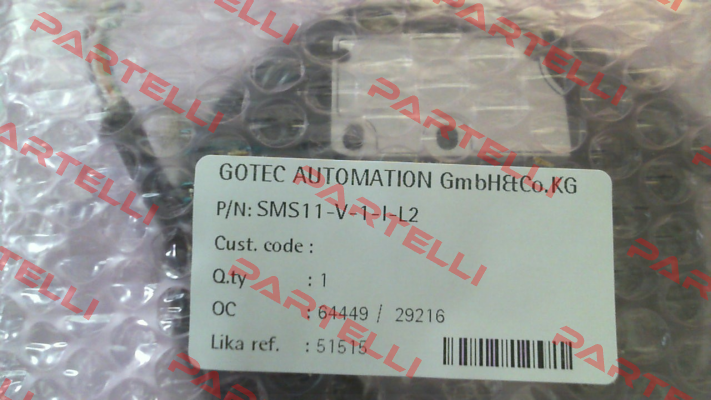 GOTEC AUTOMATION GmbH&Co.KG
P/N: SMS11-V-1-I-L2
Cust. code :
Q.ty : 1
OC : 64449 / 29216
Lika ref. : 51515
PARTELLI
PARTELLI
PARTELLI
PARTELLI
PARTELLI
PARTELLI
PARTELLI
PARTELLI
PARTELLI